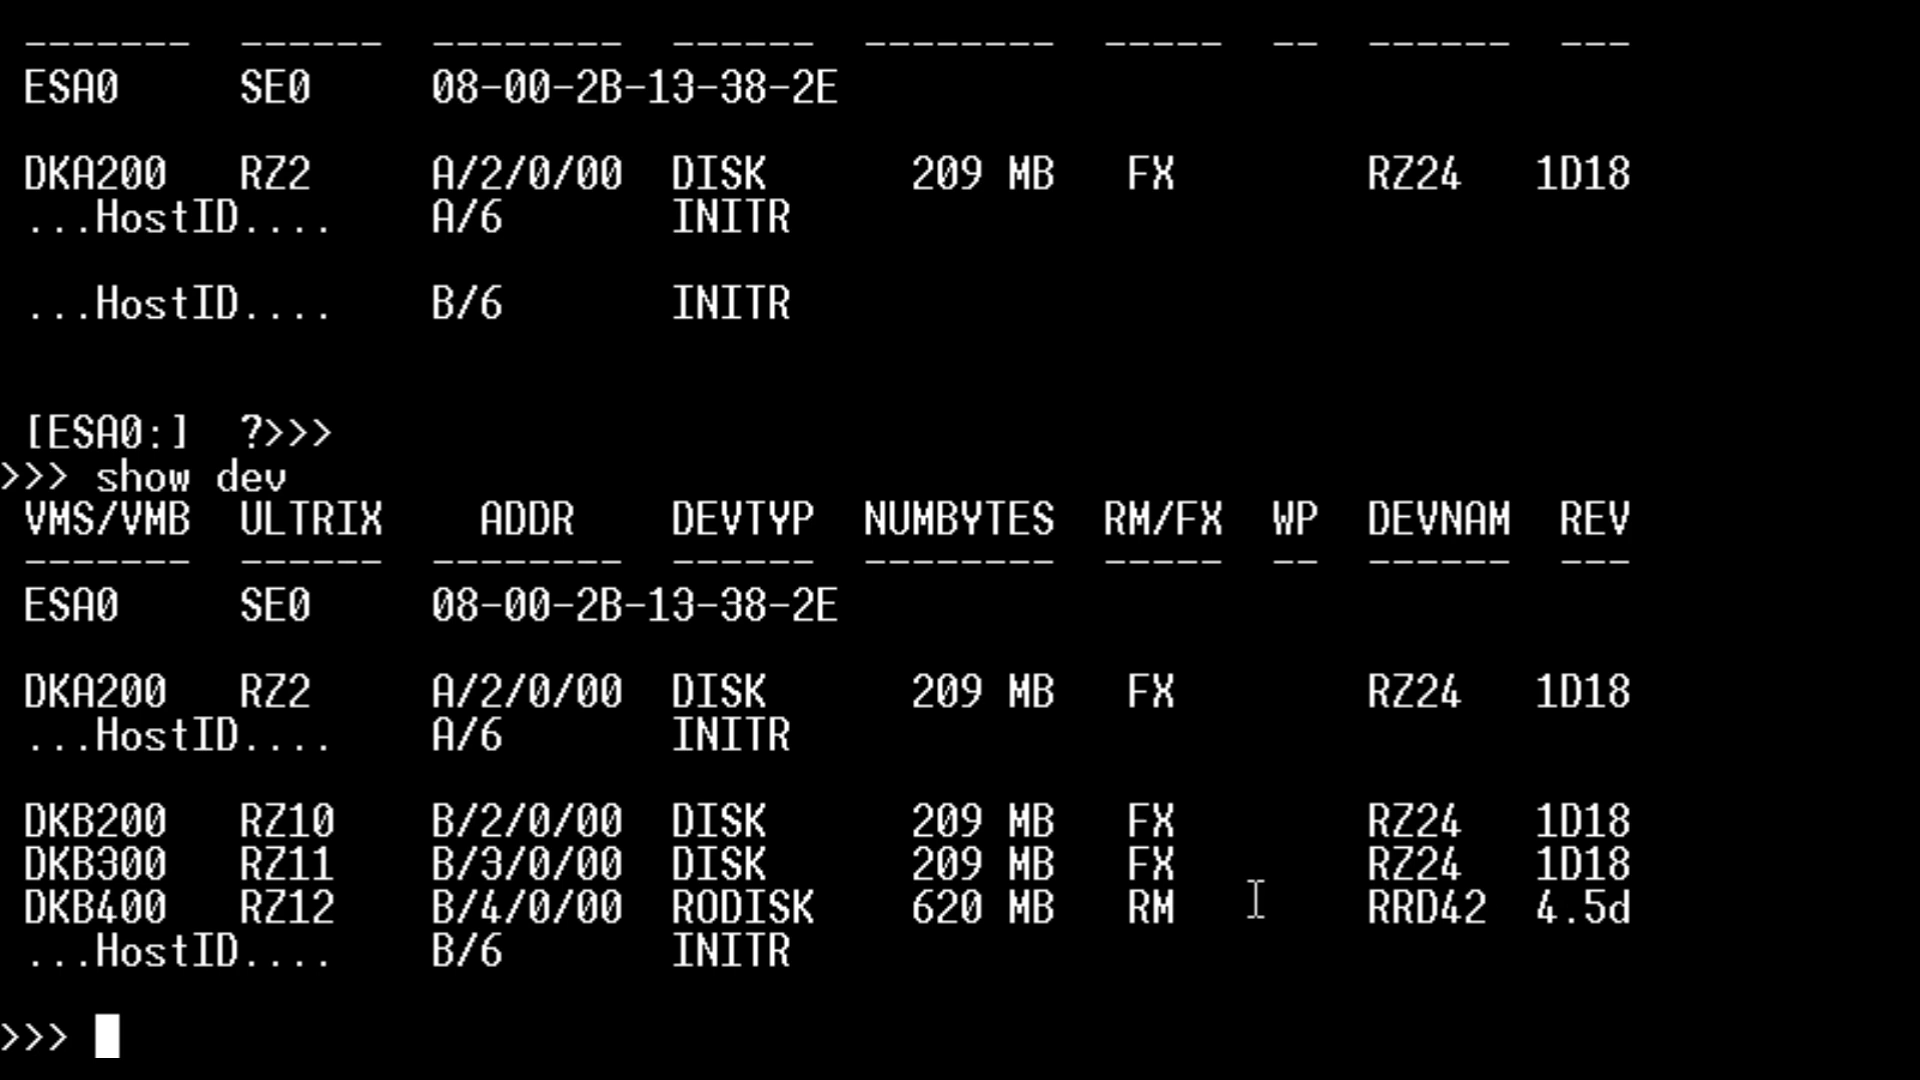 -------  ------  --------  ------  --------  -----  --  ------  ---
ESA0     SE0     08-00-2B-13-38-2E
DKA200   RZ2     A/2/0/00  DISK      209 MB   FX        RZ24   1D18
...HostID....    A/6       INITR
...HostID....    B/6       INITR
[ESA0:]  ?>>>
>>> show dev
VMS/VMB  ULTRIX    ADDR    DEVTYP  NUMBYTES  RM/FX  WP  DEVNAM  REV
-------  ------  --------  ------  --------  -----  --  ------  ---
ESA0     SE0     08-00-2B-13-38-2E
DKA200   RZ2     A/2/0/00  DISK      209 MB   FX        RZ24   1D18
...HostID....    A/6       INITR
DKB200   RZ10    B/2/0/00  DISK      209 MB   FX        RZ24   1D18
DKB300   RZ11    B/3/0/00  DISK      209 MB   FX        RZ24   1D18
DKB400   RZ12    B/4/0/00  RODISK    620 MB   RM        RRD42  4.5d
...HostID....    B/6       INITR
>>>